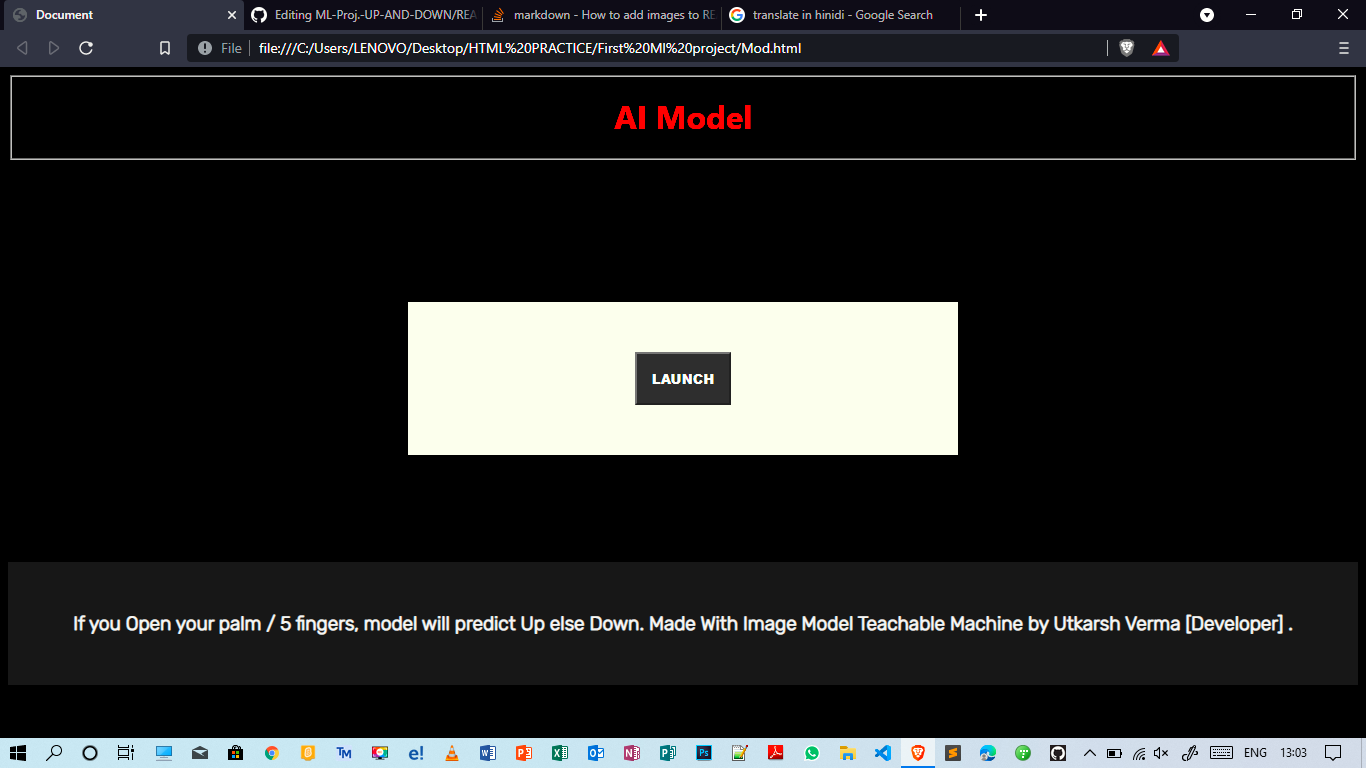 Document
Editing ML-Proj.-UP-AND-DOWN/REA
markdown - How to add images to RE
translate in hinidi - Google Search
File
file:///C:/Users/LENOVO/Desktop/HTML%20PRACTICE/First%20Ml%20project/Mod.html
AI Model
LAUNCH
If you Open your palm / 5 fingers, model will predict Up else Down. Made With Image Model Teachable Machine by Utkarsh Verma [Developer] .
TM
e!
ENG
13:03